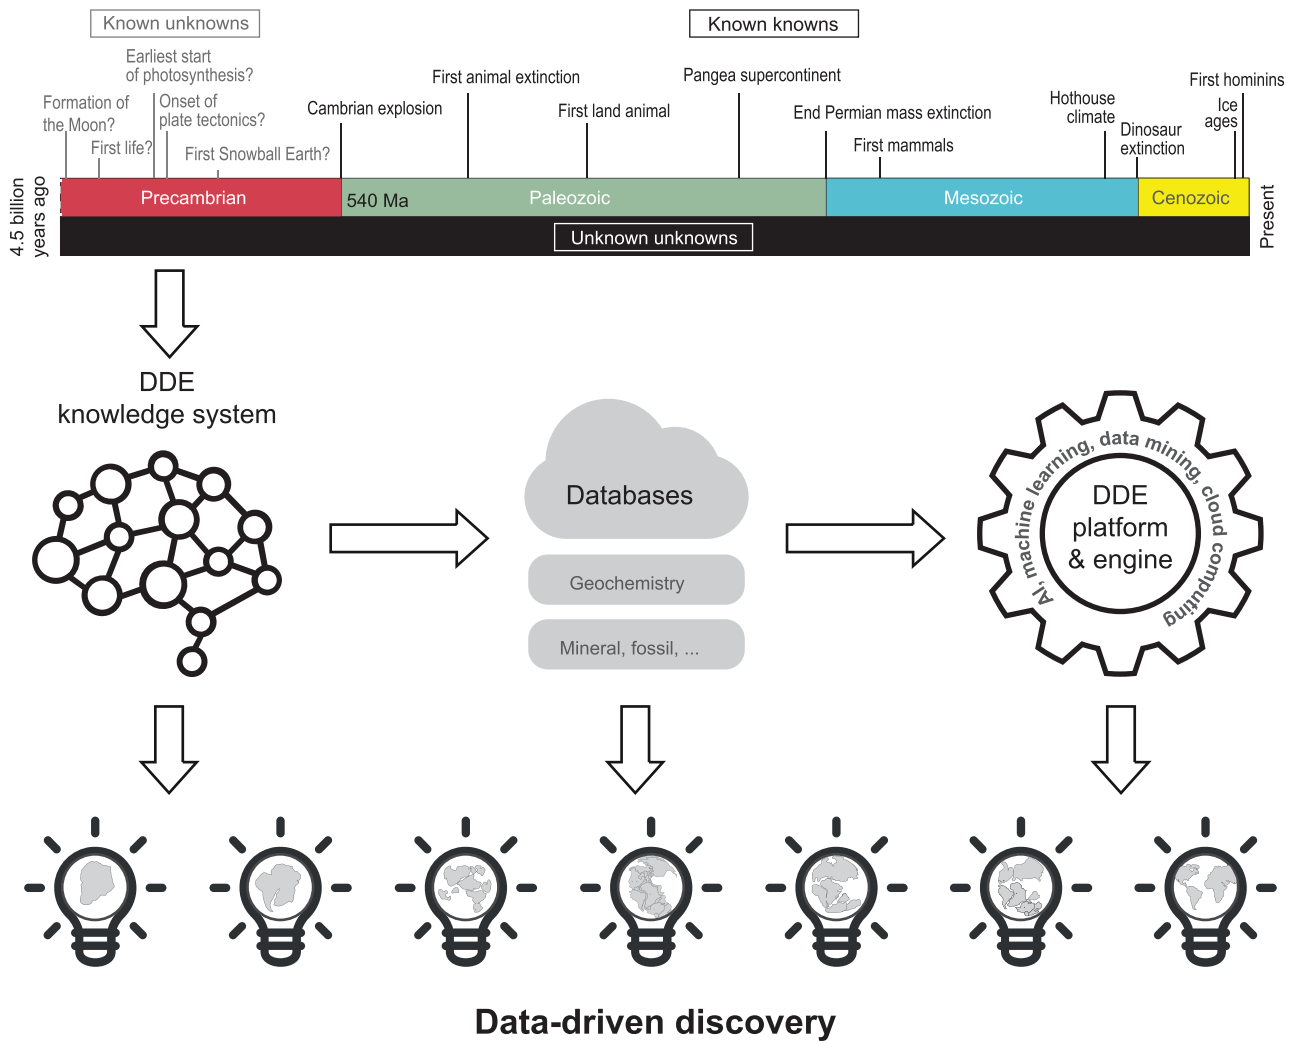 Known unknowns
Known knowns
Earliest start
of photosynthesis?
Formation of
the Moon?
Onset of
plate tectonics?
First life?
First Snowball Earth?
Cambrian explosion
First animal extinction
First land animal
Pangea supercontinent
End Permian mass extinction
First mammals
Hothouse
climate
Dinosaur
extinction
First hominins
Ice
ages
4.5 billion
years ago
Precambrian
540 Ma
Paleozoic
Mesozoic
Cenozoic
Present
Unknown unknowns
DDE
knowledge system
Databases
Geochemistry
Mineral, fossil, ...
AI, machine learning, data mining, cloud computing
DDE
platform
& engine
Data-driven discovery